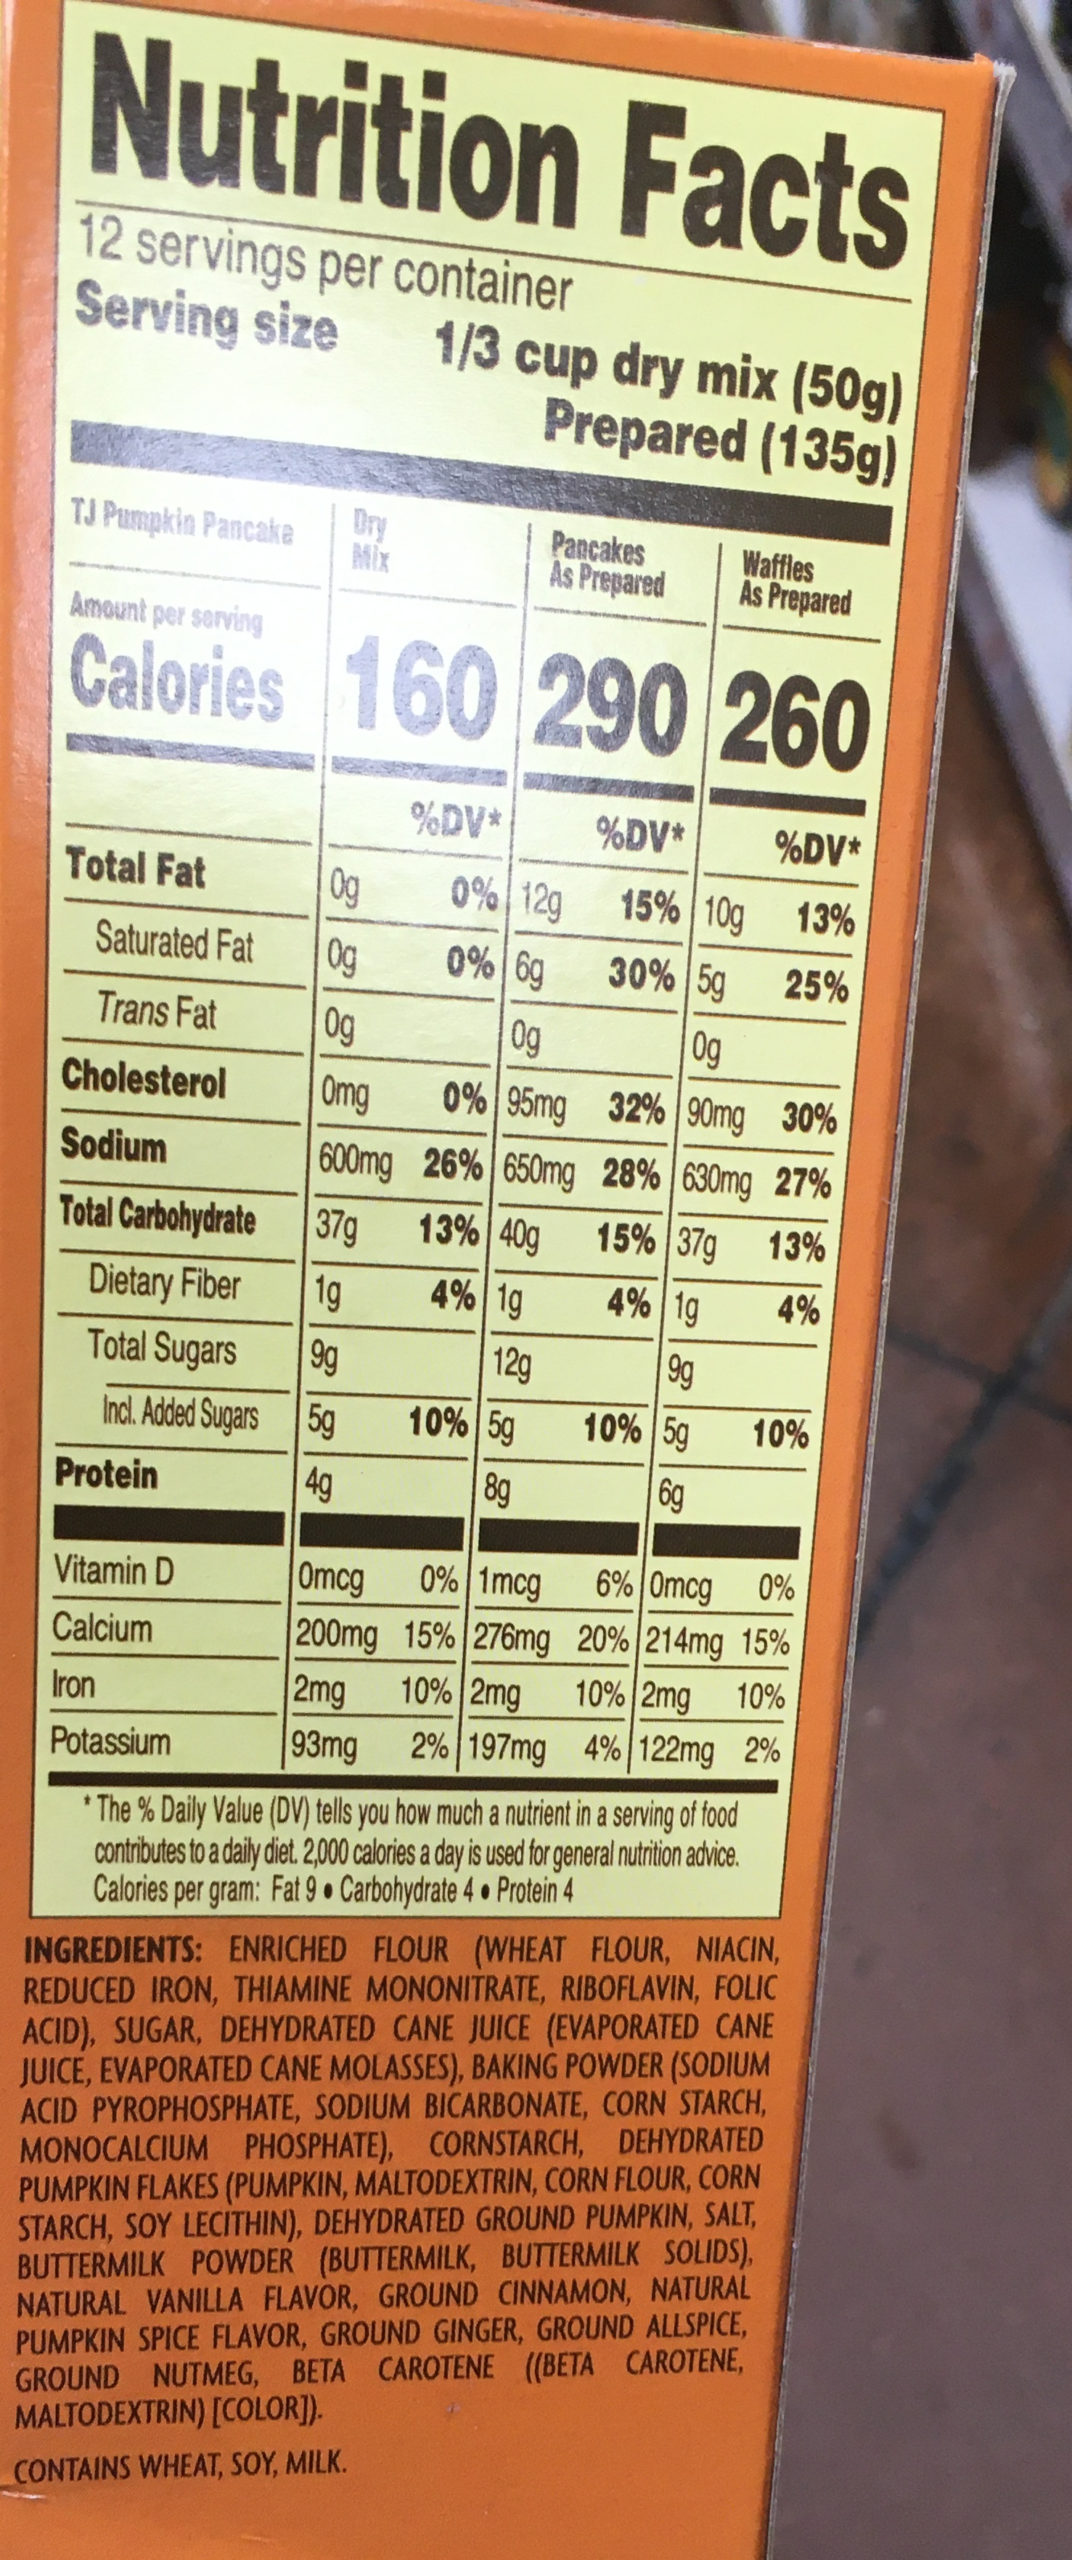 Nutrition Facts
12 servings per container
Serving size 1/3 cup dry mix (50g)
Prepared (135g)
TJ Pumpkin Pancake Dry Mix Pancakes As Prepared Waffles As Prepared
Amount per serving
Calories 160 290 260
%DV* %DV* %DV*
Total Fat 0g 0% 12g 15% 10g 13%
Saturated Fat 0g 0% 6g 30% 5g 25%
Trans Fat 0g 0g 0g
Cholesterol 0mg 0% 95mg 32% 90mg 30%
Sodium 600mg 26% 650mg 28% 630mg 27%
Total Carbohydrate 37g 13% 40g 15% 37g 13%
Dietary Fiber 1g 4% 1g 4% 1g 4%
Total Sugars 9g 12g 9g
Incl. Added Sugars 5g 10% 5g 10% 5g 10%
Protein 4g 8g 6g
Vitamin D 0mcg 0% 1mcg 6% 0mcg 0%
Calcium 200mg 15% 276mg 20% 214mg 15%
Iron 2mg 10% 2mg 10% 2mg 10%
Potassium 93mg 2% 197mg 4% 122mg 2%
* The % Daily Value (DV) tells you how much a nutrient in a serving of food
contributes to a daily diet. 2,000 calories a day is used for general nutrition advice.
Calories per gram: Fat 9 • Carbohydrate 4 • Protein 4
INGREDIENTS: ENRICHED FLOUR (WHEAT FLOUR, NIACIN,
REDUCED IRON, THIAMINE MONONITRATE, RIBOFLAVIN, FOLIC
ACID), SUGAR, DEHYDRATED CANE JUICE (EVAPORATED CANE
JUICE, EVAPORATED CANE MOLASSES), BAKING POWDER (SODIUM
ACID PYROPHOSPHATE, SODIUM BICARBONATE, CORN STARCH,
MONOCALCIUM PHOSPHATE), CORNSTARCH, DEHYDRATED
PUMPKIN FLAKES (PUMPKIN, MALTODEXTRIN, CORN FLOUR, CORN
STARCH, SOY LECITHIN), DEHYDRATED GROUND PUMPKIN, SALT,
BUTTERMILK POWDER (BUTTERMILK, BUTTERMILK SOLIDS),
NATURAL VANILLA FLAVOR, GROUND CINNAMON, NATURAL
PUMPKIN SPICE FLAVOR, GROUND GINGER, GROUND ALLSPICE,
GROUND NUTMEG, BETA CAROTENE ((BETA CAROTENE,
MALTODEXTRIN) [COLOR]).
CONTAINS WHEAT, SOY, MILK.